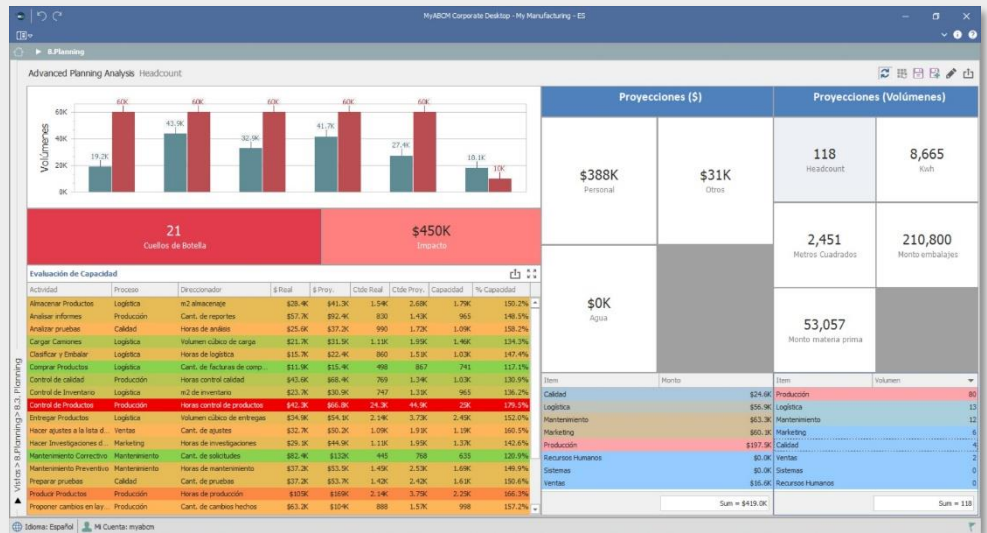 MyABCM Corporate Desktop - My Manufacturing - ES
8.Planning
Advanced Planning Analysis Headcount
Volúmenes
60K
40K
20K
0K
19.2K 60K
43.9K 60K
32.9K 60K
41.7K 60K
27.4K 60K
18.1K 10K
21
Cuellos de Botella
$450K
Impacto
Evaluación de Capacidad
Actividad Proceso Direccionador $ Real $ Proy. Ctde Real Ctde Proy. Capacidad % Capacidad
Almacenar Productos Logística m2 almacenaje $28.4K $41.3K 1.54K 2.68K 1.79K 150.2%
Analisar informes Producción Cant. de reportes $57.7K $92.4K 830 1.43K 965 148.5%
Analizar pruebas Calidad Horas de análisis $25.6K $37.2K 990 1.73K 1.09K 158.2%
Cargar Camiones Logística Volumen cúbico de carga $21.7K $31.5K 1.11K 1.95K 1.46K 134.3%
Clasificar y Embalar Logística Horas de logística $15.7K $22.4K 860 1.51K 1.03K 147.4%
Comprar Productos Logística Cant. de facturas de comp... $11.9K $15.4K 498 867 741 117.1%
Control de calidad Producción Horas control calidad $43.6K $68.4K 769 1.34K 1.03K 130.9%
Control de Inventario Logística m2 de inventario $23.7K $30.9K 747 1.31K 965 136.2%
Control de Productos Producción Horas control de productos $42.3K $66.8K 24.3K 44.9K 25K 179.5%
Entregar Productos Logística Volumen cúbico de entregas $34.9K $54.1K 2.14K 3.73K 2.45K 152.0%
Hacer ajustes a la lista d... Ventas Cant. de ajustes $32.7K $50.2K 1.09K 1.91K 1.19K 160.5%
Hacer Investigaciones d... Marketing Horas de investigaciones $29.1K $44.9K 1.11K 1.95K 1.37K 142.6%
Mantenimiento Correctivo Mantenimiento Cant. de solicitudes $82.4K $132K 445 768 635 120.9%
Mantenimiento Preventivo Mantenimiento Horas de mantenimiento $37.2K $53.5K 1.45K 2.53K 1.69K 149.9%
Preparar pruebas Calidad Cant. de pruebas $37.2K $53.7K 1.42K 2.42K 1.61K 150.6%
Producir Productos Producción Horas de producción $105K $169K 2.14K 3.75K 2.25K 166.3%
Proponer cambios en lay... Producción Cant. de cambios hechos $63.2K $104K 888 1.57K 998 157.2%
Proyecciones ($)
$388K
Personal
$31K
Otros
$0K
Agua
Item Monto
Calidad $24.6K
Logística $56.9K
Mantenimiento $63.3K
Marketing $60.1K
Producción $197.5K
Recursos Humanos $0.0K
Sistemas $0.0K
Ventas $16.6K
Sum = $419.0K
Proyecciones (Volúmenes)
118
Headcount
8,665
Kwh
2,451
Metros Cuadrados
210,800
Monto embalajes
53,057
Monto materia prima
Item Volumen
Producción 80
Logística 13
Mantenimiento 12
Marketing 6
Calidad 4
Ventas 2
Sistemas 0
Recursos Humanos 0
Sum = 118
Vistas > 8.Planning > 8.3. Planning
Idioma: Español Mi Cuenta: myabcm